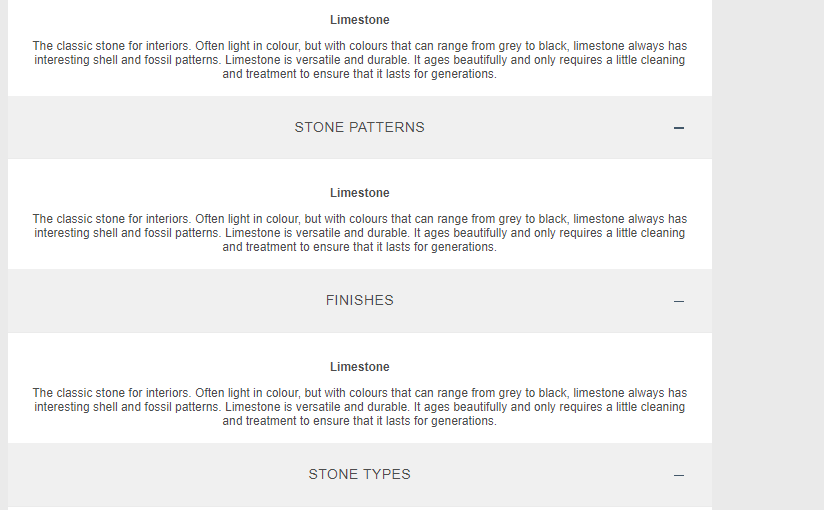 Limestone
The classic stone for interiors. Often light in colour, but with colours that can range from grey to black, limestone always has
interesting shell and fossil patterns. Limestone is versatile and durable. It ages beautifully and only requires a little cleaning
and treatment to ensure that it lasts for generations.
STONE PATTERNS
Limestone
The classic stone for interiors. Often light in colour, but with colours that can range from grey to black, limestone always has
interesting shell and fossil patterns. Limestone is versatile and durable. It ages beautifully and only requires a little cleaning
and treatment to ensure that it lasts for generations.
FINISHES
Limestone
The classic stone for interiors. Often light in colour, but with colours that can range from grey to black, limestone always has
interesting shell and fossil patterns. Limestone is versatile and durable. It ages beautifully and only requires a little cleaning
and treatment to ensure that it lasts for generations.
STONE TYPES